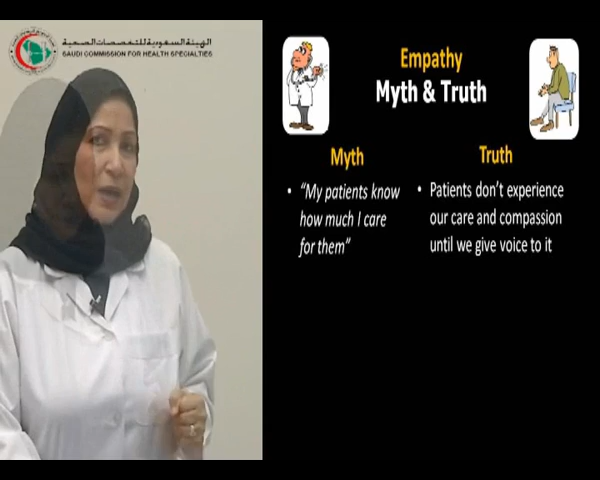 الهيئة السعودية للتخصصات الصحية
SAUDI COMMISSION FOR HEALTH SPECIALTIES
Empathy
Myth & Truth
Myth
• “My patients know
how much I care
for them”
Truth
• Patients don’t experience
our care and compassion
until we give voice to it